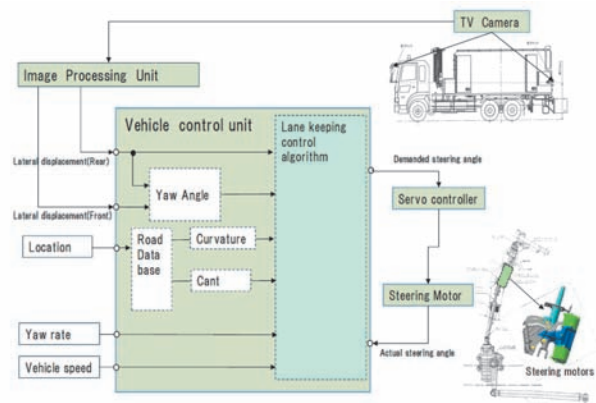 TV Camera
Image Processing Unit
Vehicle control unit
Lane keeping
control
algorithm
Lateral displacement(Rear)
Demanded steering angle
Yaw Angle
Servo controller
Lateral displacement(Front)
Location
Road
Data
base
Curvature
Cant
Steering Motor
Yaw rate
Actual steering angle
Vehicle speed
Steering motors